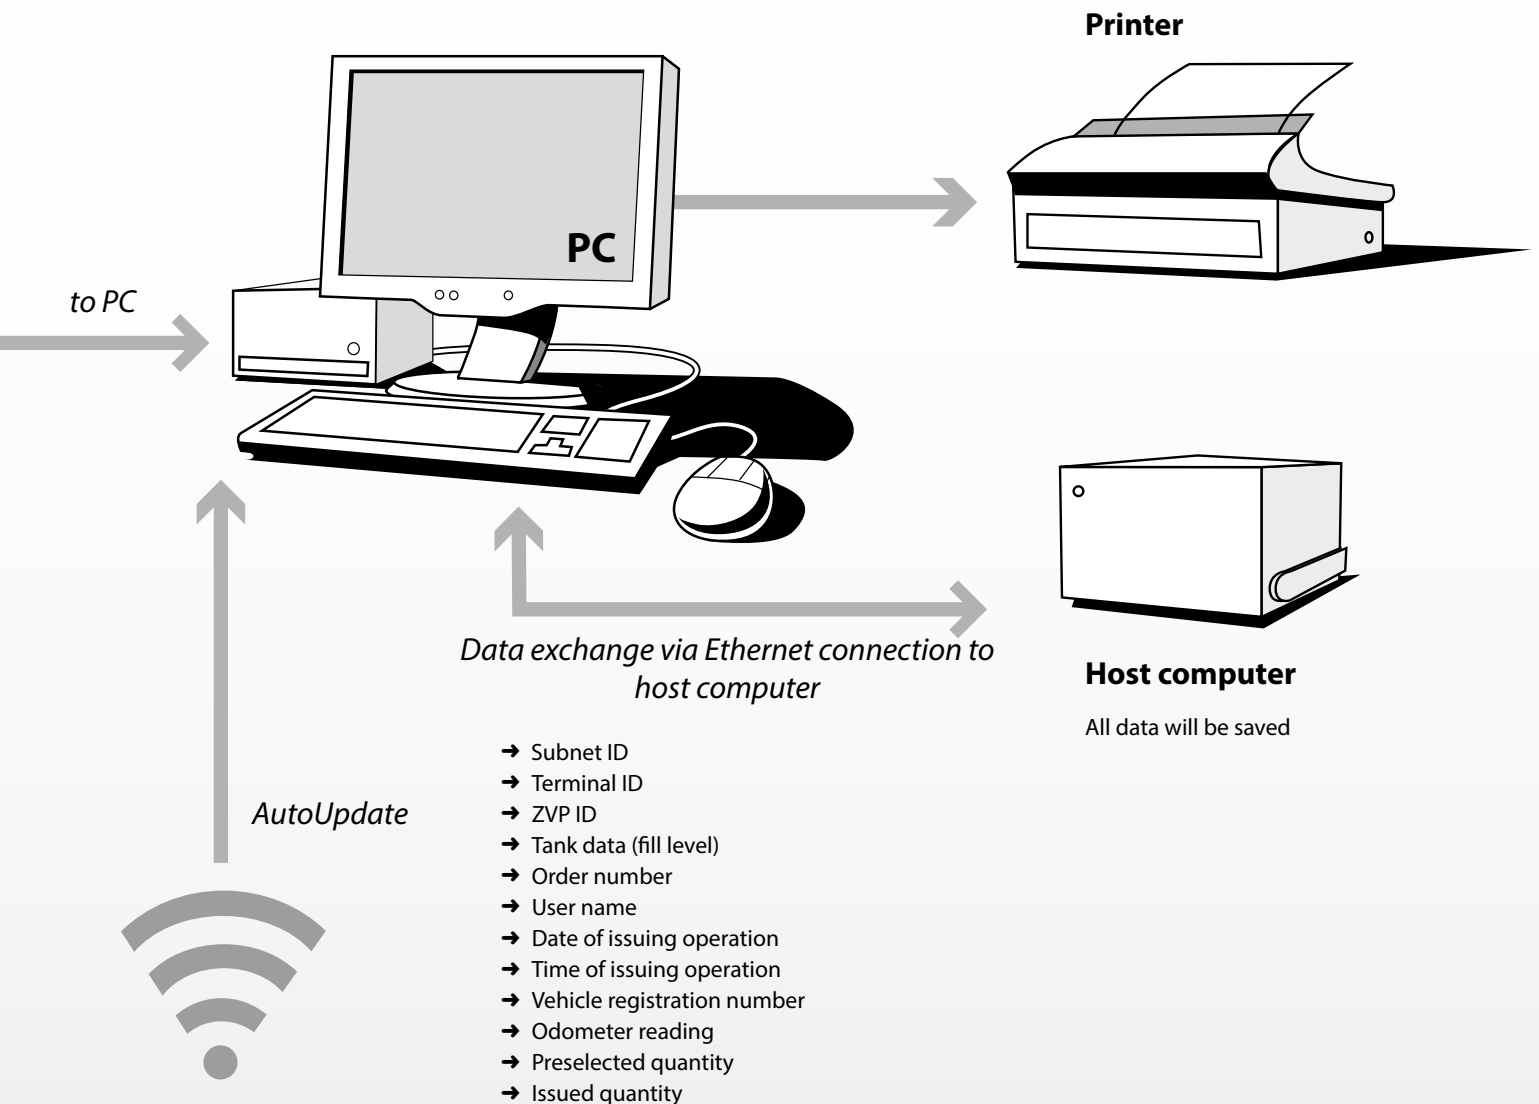 Printer
PC
to PC
Data exchange via Ethernet connection to
host computer
Host computer
All data will be saved
AutoUpdate
➔ Subnet ID
➔ Terminal ID
➔ ZVP ID
➔ Tank data (fill level)
➔ Order number
➔ User name
➔ Date of issuing operation
➔ Time of issuing operation
➔ Vehicle registration number
➔ Odometer reading
➔ Preselected quantity
➔ Issued quantity